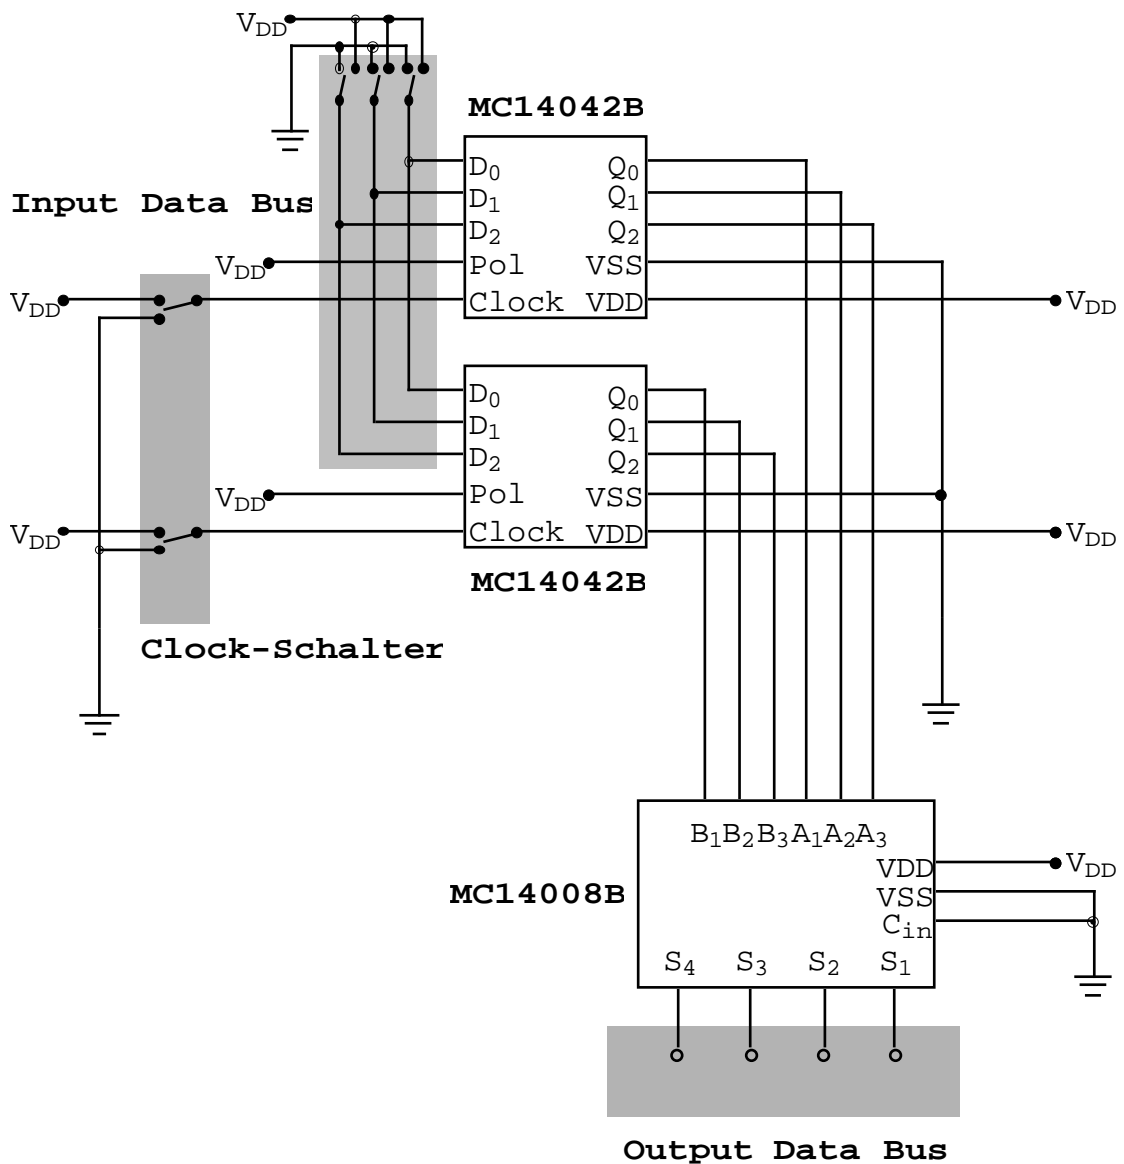 VDD
MC14042B
D0 Q0
D1 Q1
D2 Q2
Input Data Bus
VDD Pol VSS
VDD Clock VDD VDD
D0 Q0
D1 Q1
D2 Q2
VDD Pol VSS
VDD Clock VDD VDD
MC14042B
Clock-Schalter
B1B2B3A1A2A3
VDD VDD
MC14008B
VSS
Cin
S4 S3 S2 S1
Output Data Bus